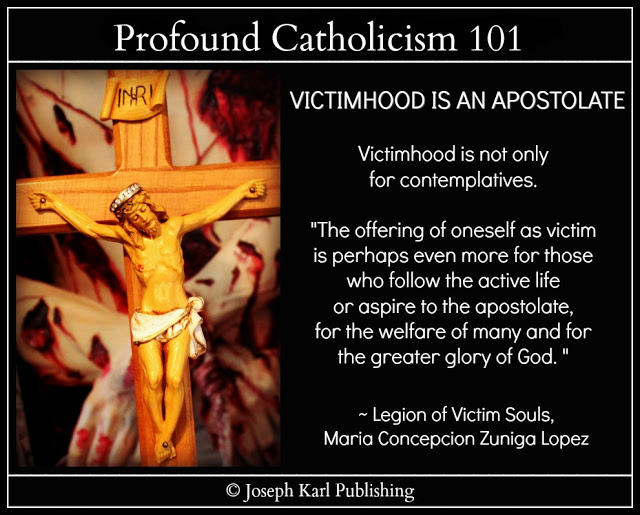 Profound Catholicism 101
INRI
VICTIMHOOD IS AN APOSTOLATE
Victimhood is not only
for contemplatives.
"The offering of oneself as victim
is perhaps even more for those
who follow the active life
or aspire to the apostolate,
for the welfare of many and for
the greater glory of God. "
~ Legion of Victim Souls,
Maria Concepcion Zuniga Lopez
© Joseph Karl Publishing